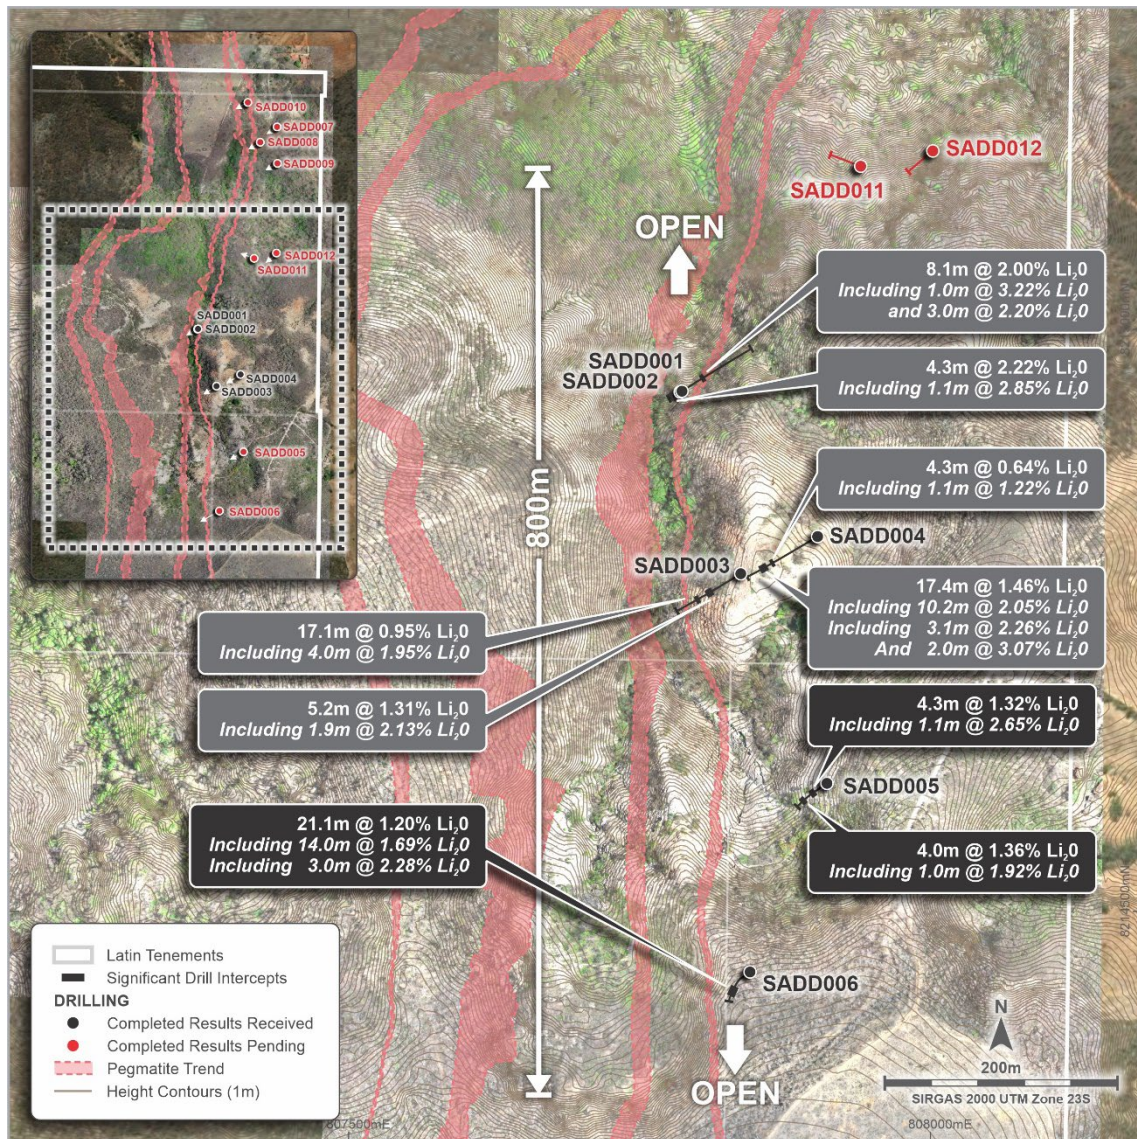 SADD010
SADD007
SADD008
SADD009
SADD012
SADD011
SADD001
SADD002
SADD004
SADD003
SADD005
SADD006
SADD012
SADD011
OPEN
8.1m @ 2.00% Li₂0
Including 1.0m @ 3.22% Li₂0
and 3.0m @ 2.20% Li₂0
SADD001
SADD002
4.3m @ 2.22% Li₂0
Including 1.1m @ 2.85% Li₂0
800m
4.3m @ 0.64% Li₂0
Including 1.1m @ 1.22% Li₂0
SADD004
SADD003
17.4m @ 1.46% Li₂0
Including 10.2m @ 2.05% Li₂0
Including 3.1m @ 2.26% Li₂0
And 2.0m @ 3.07% Li₂0
17.1m @ 0.95% Li₂0
Including 4.0m @ 1.95% Li₂0
5.2m @ 1.31% Li₂0
Including 1.9m @ 2.13% Li₂0
4.3m @ 1.32% Li₂0
Including 1.1m @ 2.65% Li₂0
SADD005
21.1m @ 1.20% Li₂0
Including 14.0m @ 1.69% Li₂0
Including 3.0m @ 2.28% Li₂0
4.0m @ 1.36% Li₂0
Including 1.0m @ 1.92% Li₂0
8214500mN
SADD006
OPEN
Latin Tenements
Significant Drill Intercepts
DRILLING
Completed Results Received
Completed Results Pending
Pegmatite Trend
Height Contours (1m)
N
200m
SIRGAS 2000 UTM Zone 23S
807500mE
808000mE